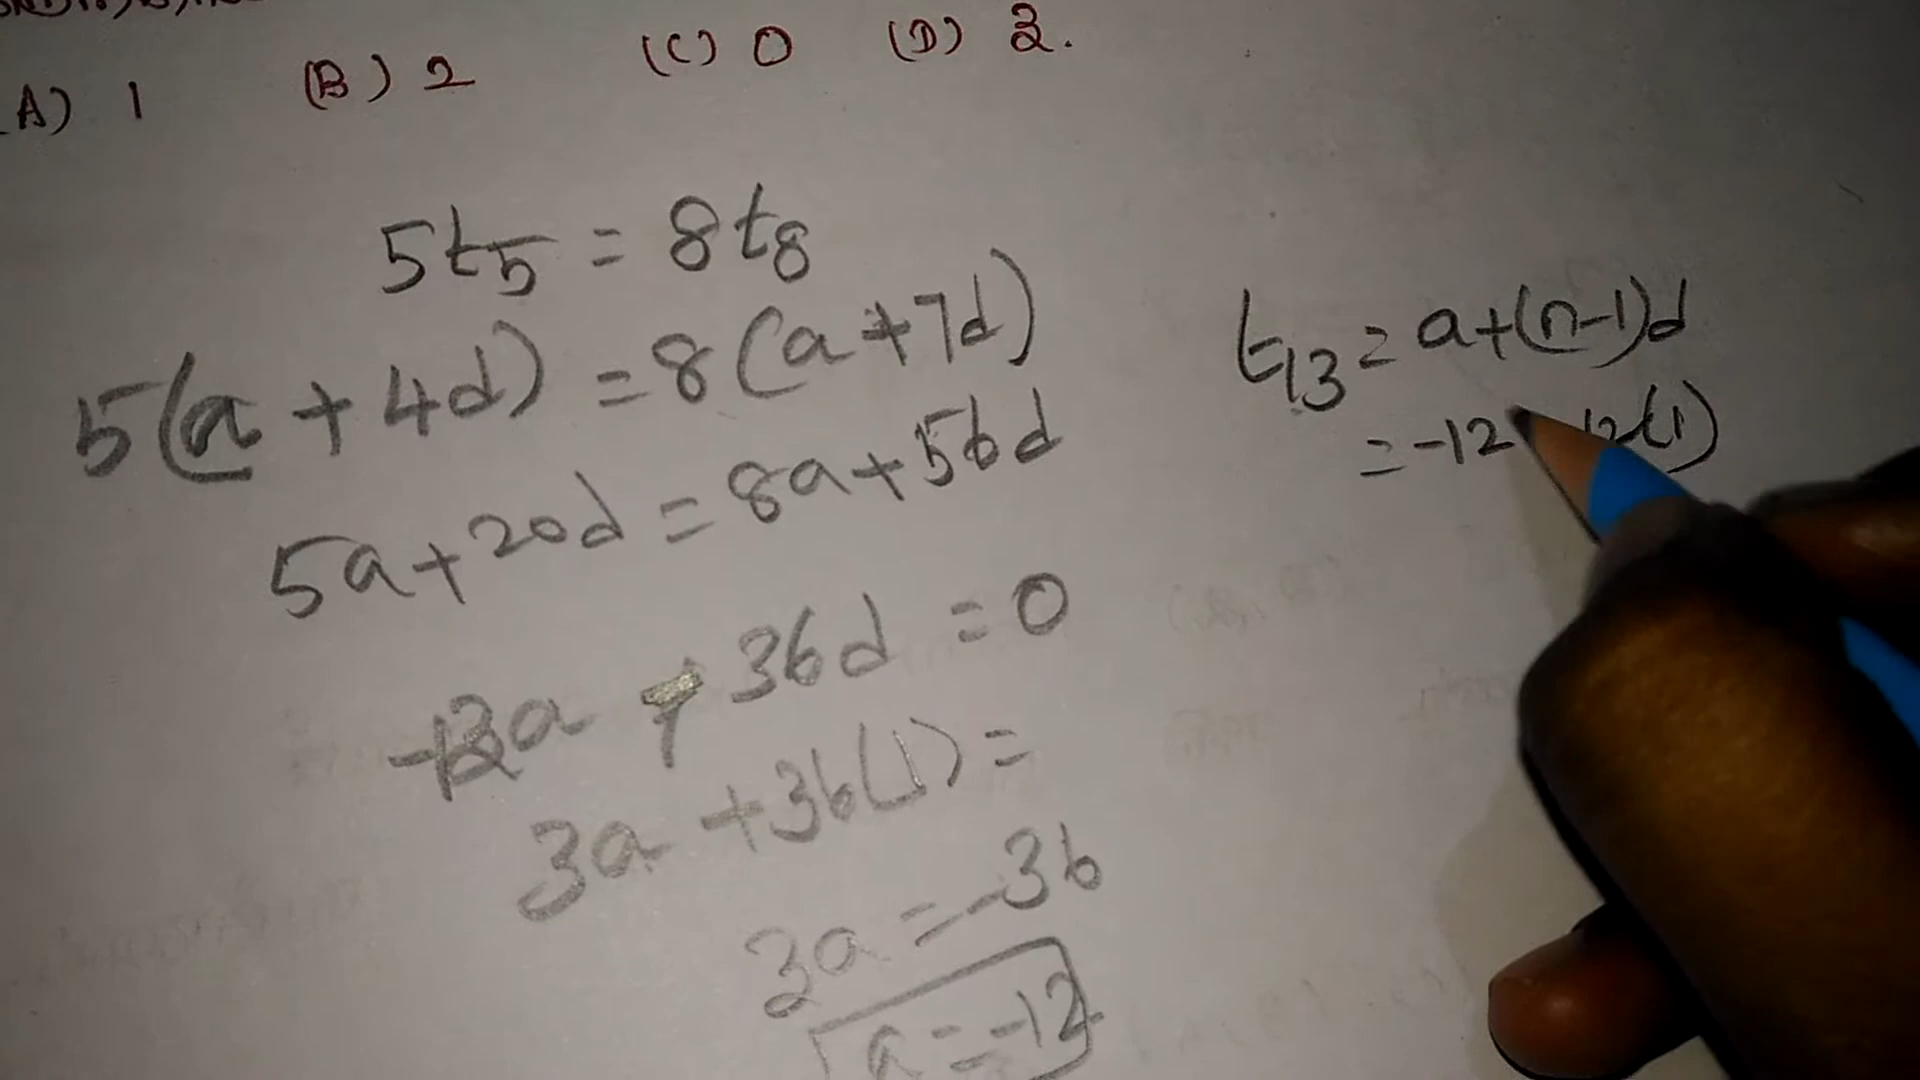 A) 1 (B) 2 (C) 0 (D) 3.
5t5 = 8t8
5(a + 4d) = 8(a + 7d)
5a + 20d = 8a + 56d
3a + 36d = 0
3a + 36(1) =
3a = -36
a = -12
t13 = a + (n-1)d
= -12 12(1)